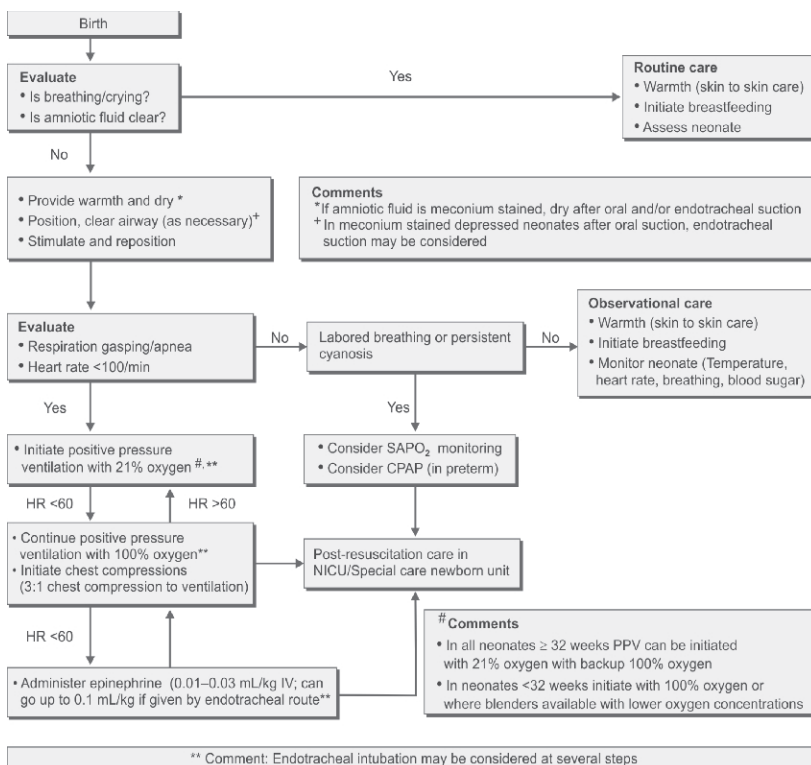 Birth
Evaluate
• Is breathing/crying?
• Is amniotic fluid clear?
Yes
Routine care
• Warmth (skin to skin care)
• Initiate breastfeeding
• Assess neonate
No
• Provide warmth and dry *
• Position, clear airway (as necessary)+
• Stimulate and reposition
Comments
*If amniotic fluid is meconium stained, dry after oral and/or endotracheal suction
+ In meconium stained depressed neonates after oral suction, endotracheal
suction may be considered
Evaluate
• Respiration gasping/apnea
• Heart rate <100/min
No
Labored breathing or persistent
cyanosis
No
Observational care
• Warmth (skin to skin care)
• Initiate breastfeeding
• Monitor neonate (Temperature,
heart rate, breathing, blood sugar)
Yes
Yes
• Initiate positive pressure
ventilation with 21% oxygen #,**
• Consider SAPO2 monitoring
• Consider CPAP (in preterm)
HR <60
HR >60
• Continue positive pressure
ventilation with 100% oxygen**
• Initiate chest compressions
(3:1 chest compression to ventilation)
Post-resuscitation care in
NICU/Special care newborn unit
HR <60
# Comments
• In all neonates ≥ 32 weeks PPV can be initiated
with 21% oxygen with backup 100% oxygen
• In neonates <32 weeks initiate with 100% oxygen or
where blenders available with lower oxygen concentrations
• Administer epinephrine (0.01–0.03 mL/kg IV; can
go up to 0.1 mL/kg if given by endotracheal route**
** Comment: Endotracheal intubation may be considered at several steps